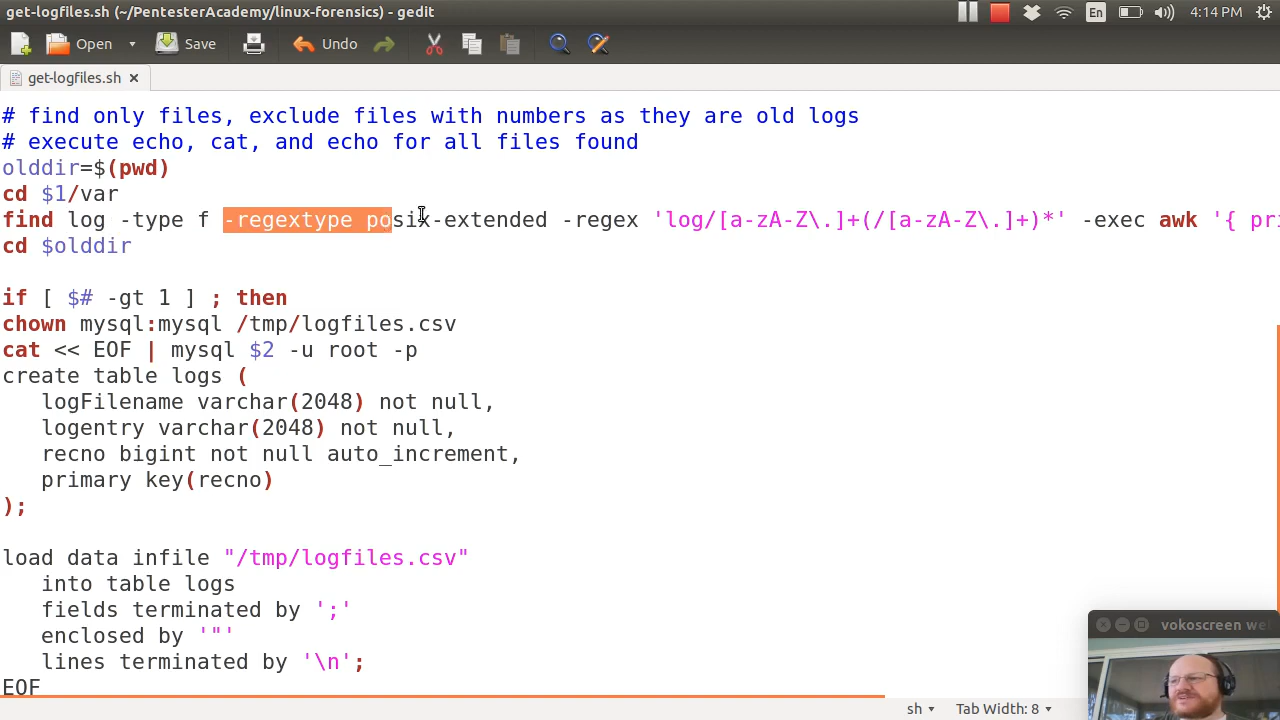 get-logfiles.sh (~/PentesterAcademy/linux-forensics) - gedit
En
4:14 PM
Open
Save
Undo
get-logfiles.sh
# find only files, exclude files with numbers as they are old logs
# execute echo, cat, and echo for all files found
olddir=$(pwd)
cd $1/var
find log -type f -regextype posix-extended -regex 'log/[a-zA-Z\.]+(/[a-zA-Z\.]+)*' -exec awk '{ pri
cd $olddir
if [ $# -gt 1 ] ; then
chown mysql:mysql /tmp/logfiles.csv
cat << EOF | mysql $2 -u root -p
create table logs (
logFilename varchar(2048) not null,
logentry varchar(2048) not null,
recno bigint not null auto_increment,
primary key(recno)
);
load data infile "/tmp/logfiles.csv"
into table logs
fields terminated by ';'
enclosed by '"'
lines terminated by '\n';
EOF
vokoscreen we
sh
Tab Width: 8